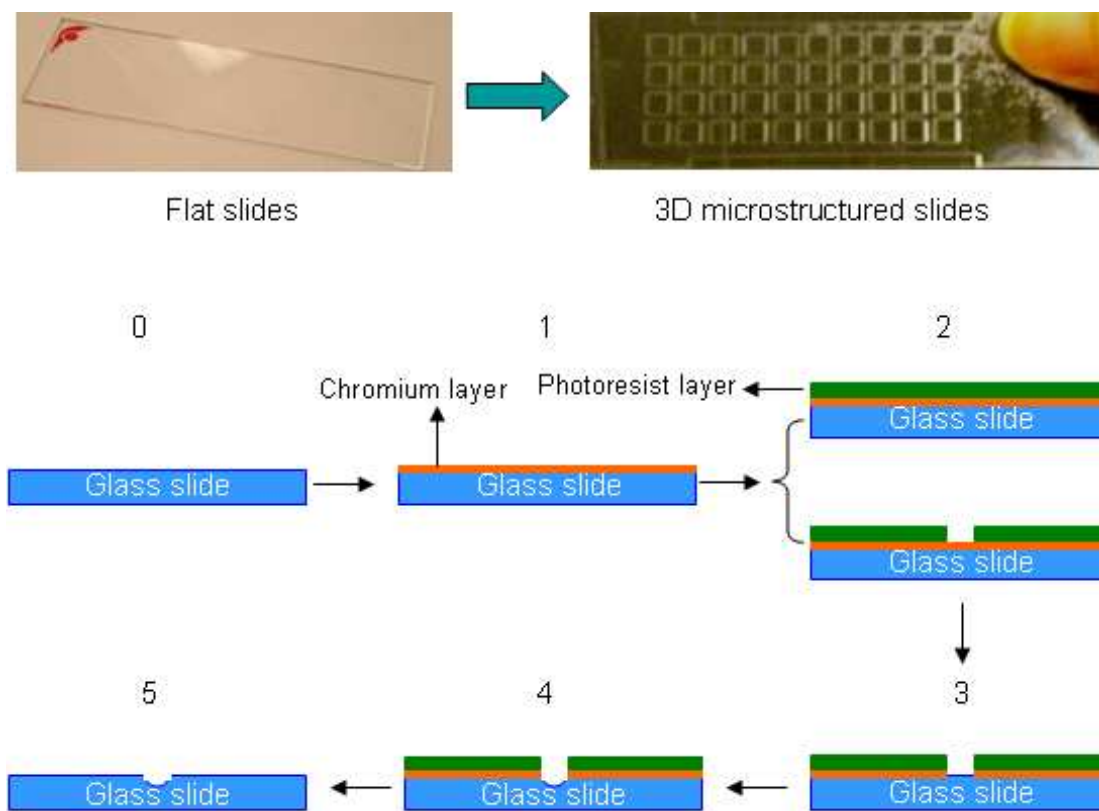 Flat slides
3D microstructured slides
0
1
2
Chromium layer
Photoresist layer
Glass slide
Glass slide
Glass slide
Glass slide
3
4
5
Glass slide
Glass slide
Glass slide